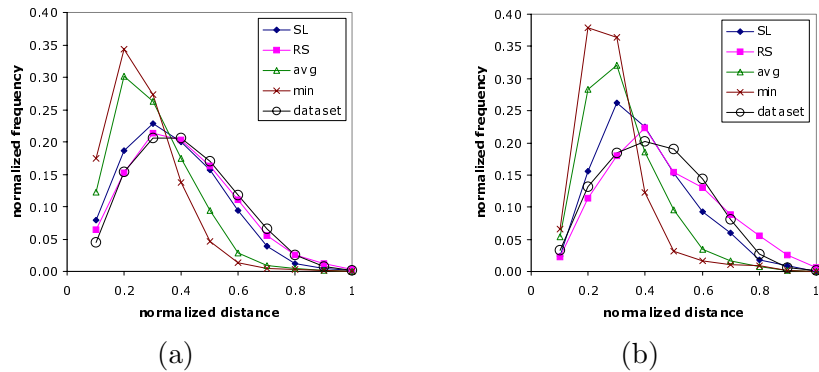 0.40
0.35
0.30
0.25
0.20
0.15
0.10
0.05
0.00
normalized frequency
0
0.2
0.4
0.6
0.8
1
normalized distance
SL
RS
avg
min
dataset
(a)
0.40
0.35
0.30
0.25
0.20
0.15
0.10
0.05
0.00
normalized frequency
0
0.2
0.4
0.6
0.8
1
normalized distance
SL
RS
avg
min
dataset
(b)